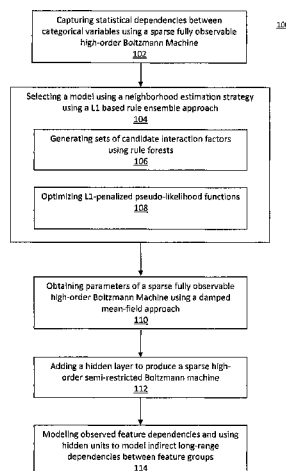 Capturing statistical dependencies between
categorical variables using a sparse fully observable
high-order Boltzmann Machine
102
Selecting a model using a neighborhood estimation strategy
using a L1 based rule ensemble approach
104
Generating sets of candidate interaction factors
using rule forests
106
Optimizing L1-penalized pseudo-likelihood functions
108
Obtaining parameters of a sparse fully observable
high-order Boltzmann Machine using a damped
mean-field approach
110
Adding a hidden layer to produce a sparse high-
order semi-restricted Boltzmann machine
112
Modeling observed feature dependencies and using
hidden units to model indirect long-range
dependencies between feature groups
114